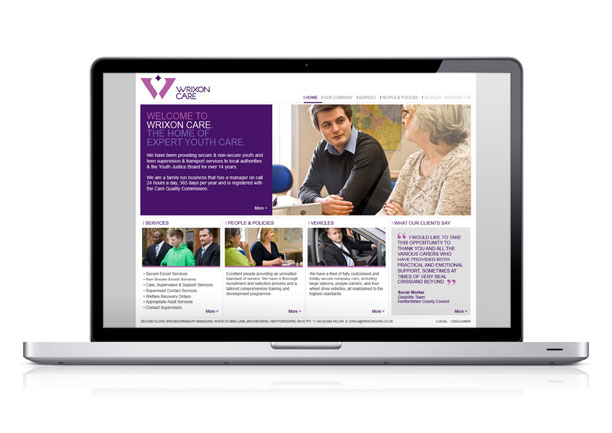 WRIXON
CARE
HOME
OUR COMPANY
SERVICES
PEOPLE & POLICIES
VEHICLES
CONTACT US
WELCOME TO
WRIXON CARE.
THE HOME OF
EXPERT YOUTH CARE.
We have been providing secure & non-secure youth and
teen supervision & transport services to local authorities
& the Youth Justice Board for over 14 years
We are a family run business that has a manager on call
24 hours a day, 365 days per year and is registered with
the Care Quality Commission
More
SERVICES
Secure Escort Services
Non Secure Escort Services
Care, Supervision & Support Services
Supervised Contact Services
Welfare Recovery Orders
Appropriate Adult Services
Contact Supervisors
More
PEOPLE & POLICIES
Excellent people providing an unrivalled
standard of service. We have a thorough
recruitment and selection process and a
tailored comprehensive training and
development programme.
More
VEHICLES
We have a fleet of fully customised and
totally secure company cars, including
large saloons, people carriers, and four-
wheel drive vehicles, all maintained to the
highest standards.
More
WHAT OUR CLIENTS SAY
“ I WOULD LIKE TO TAKE
THIS OPPORTUNITY TO
THANK YOU AND ALL THE
VARIOUS CARERS WHO
HAVE PROVIDED BOTH
PRACTICAL AND EMOTIONAL
SUPPORT, SOMETIMES AT
TIMES OF VERY REAL
CRISIS AND BEYOND. ”
Social Worker
Disability Team
Hertfordshire County Council
More
LEGAL
DISCLAIMER